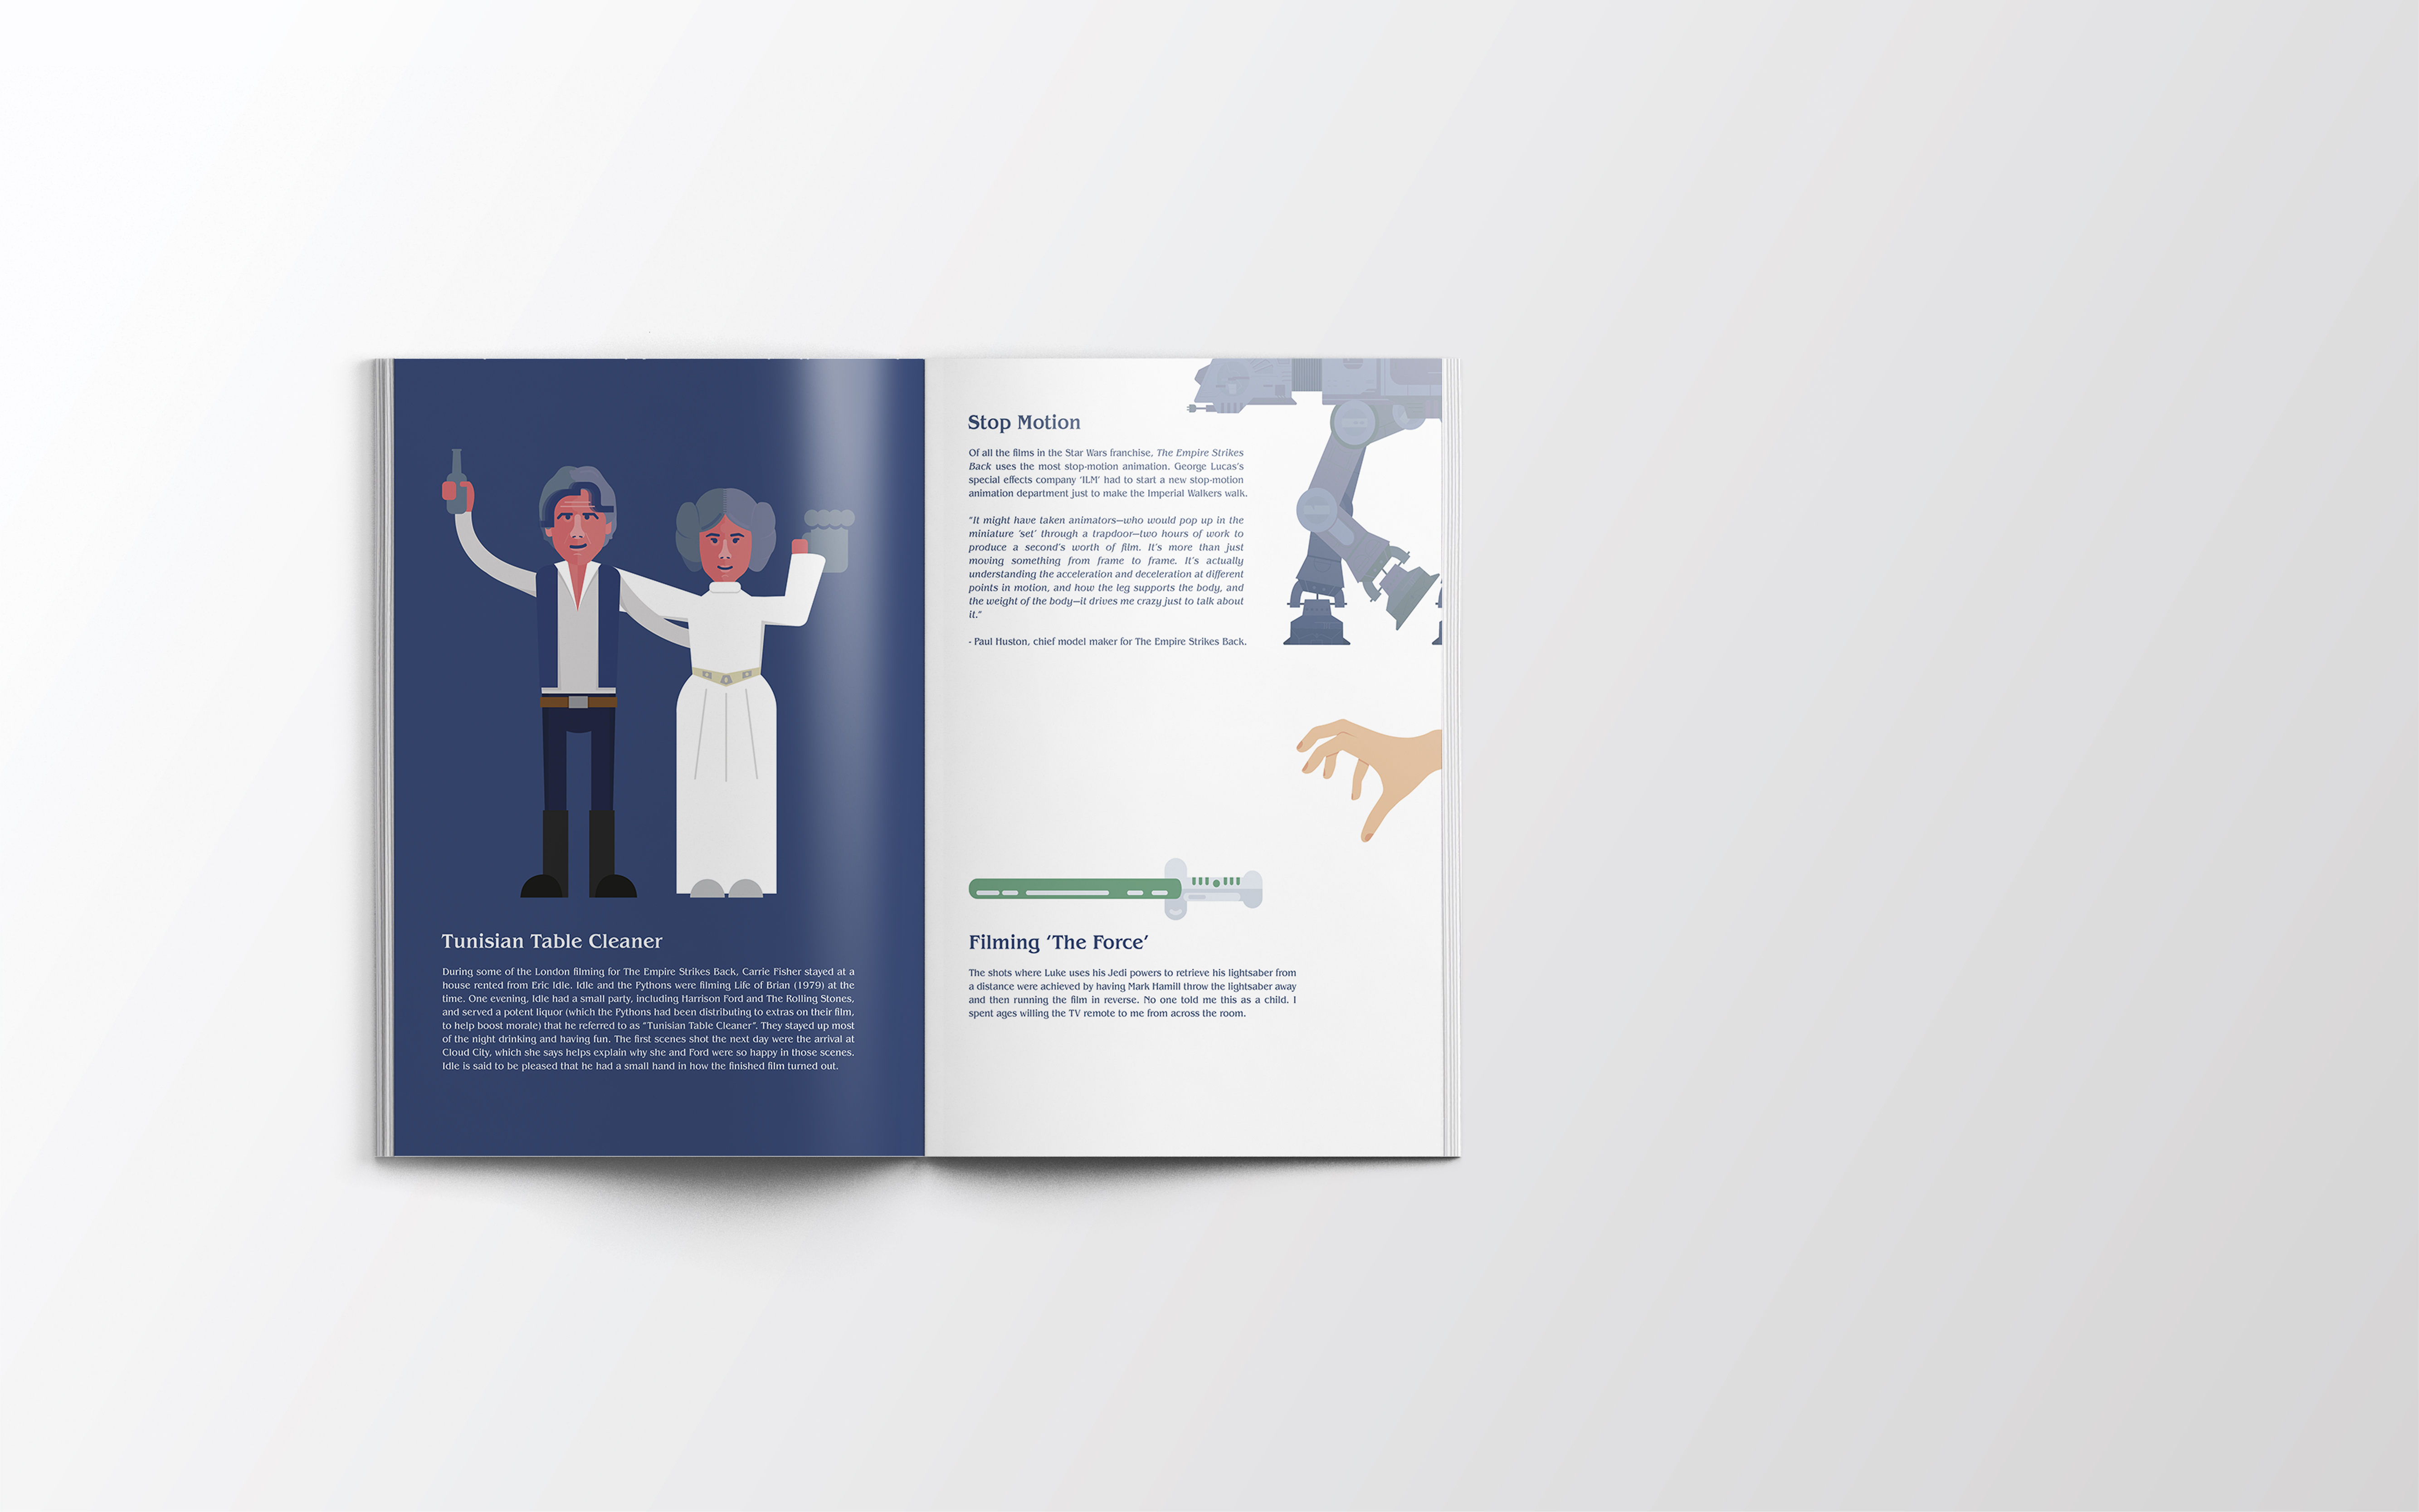 Tunisian Table Cleaner
During some of the London filming for The Empire Strikes Back, Carrie Fisher stayed at a
house rented from Eric Idle. Idle and the Pythons were filming Life of Brian (1979) at the
time. One evening, Idle had a small party, including Harrison Ford and The Rolling Stones,
and served a potent liquor (which the Pythons had been distributing to extras on their film,
to help boost morale) that he referred to as “Tunisian Table Cleaner”. They stayed up most
of the night drinking and having fun. The first scenes shot the next day were the arrival at
Cloud City, which she says helps explain why she and Ford were so happy in those scenes.
Idle is said to be pleased that he had a small hand in how the finished film turned out.
Stop Motion
Of all the films in the Star Wars franchise, The Empire Strikes
Back uses the most stop-motion animation. George Lucas’s
special effects company ‘ILM’ had to start a new stop-motion
animation department just to make the Imperial Walkers walk.
“It might have taken animators—who would pop up in the
miniature ‘set’ through a trapdoor—two hours of work to
produce a second’s worth of film. It’s more than just
moving something from frame to frame. It’s actually
understanding the acceleration and deceleration at different
points in motion, and how the leg supports the body, and
the weight of the body—it drives me crazy just to talk about
it.”
- Paul Huston, chief model maker for The Empire Strikes Back.
Filming ‘The Force’
The shots where Luke uses his Jedi powers to retrieve his lightsaber from
a distance were achieved by having Mark Hamill throw the lightsaber away
and then running the film in reverse. No one told me this as a child. I
spent ages willing the TV remote to me from across the room.